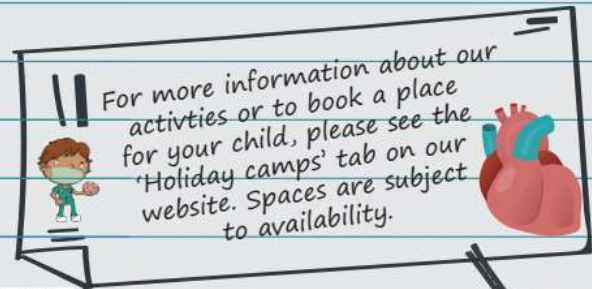 For more information about our
activties or to book a place
for your child, please see the
'Holiday camps' tab on our
website. Spaces are subject
to availability.